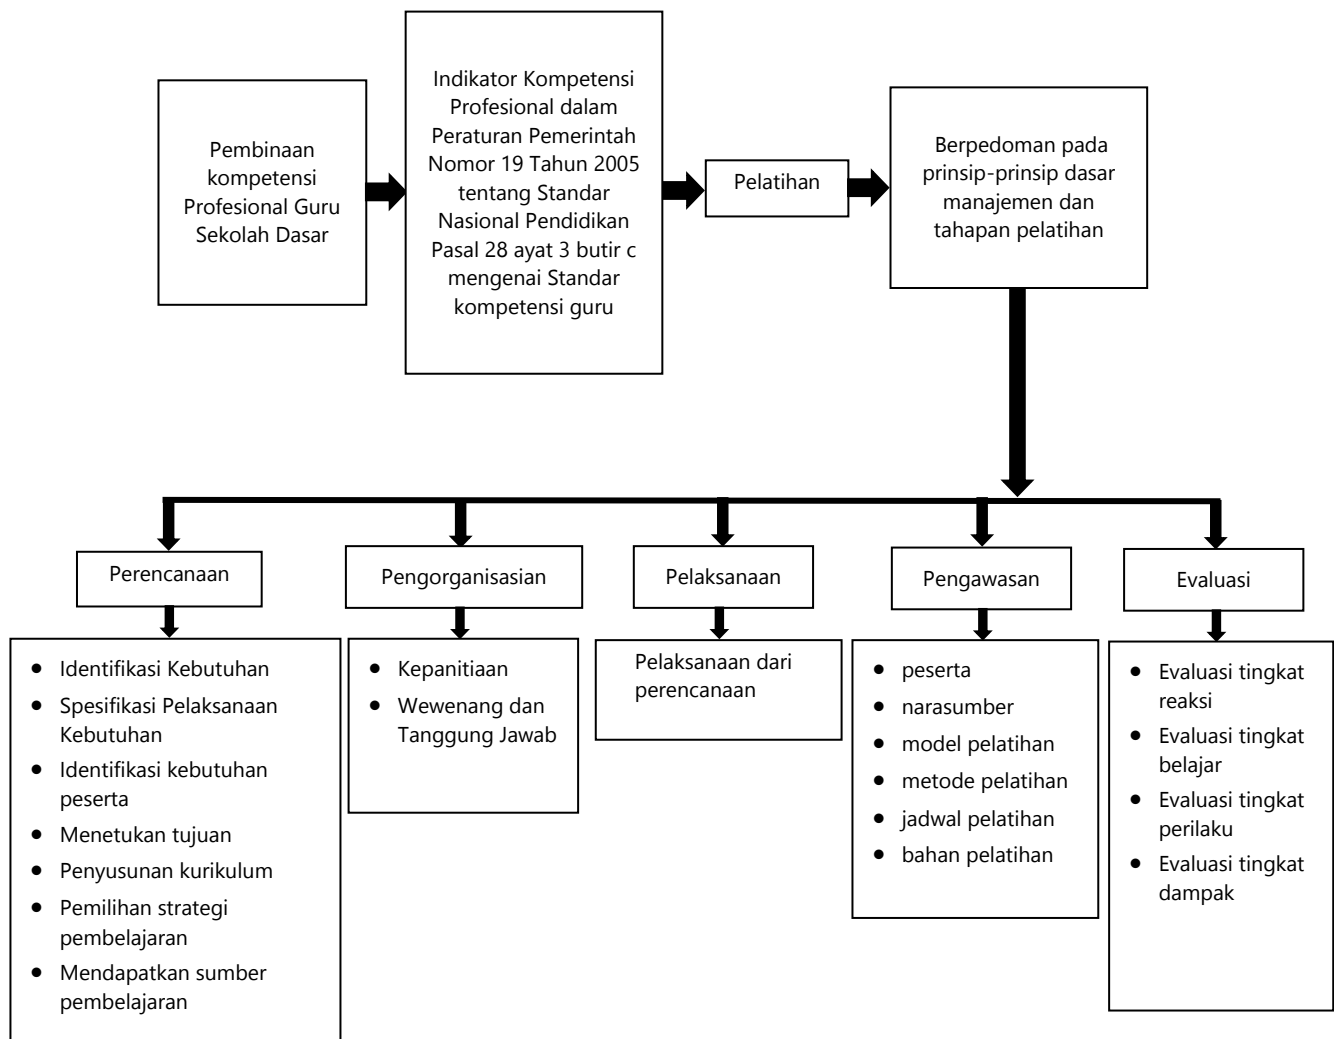 Pembinaan
kompetensi
Profesional Guru
Sekolah Dasar
Indikator Kompetensi
Profesional dalam
Peraturan Pemerintah
Nomor 19 Tahun 2005
tentang Standar
Nasional Pendidikan
Pasal 28 ayat 3 butir c
mengenai Standar
kompetensi guru
Pelatihan
Berpedoman pada
prinsip-prinsip dasar
manajemen dan
tahapan pelatihan
Perencanaan
Pengorganisasian
Pelaksanaan
Pengawasan
Evaluasi
• Identifikasi Kebutuhan
• Spesifikasi Pelaksanaan
Kebutuhan
• Identifikasi kebutuhan
peserta
• Menetukan tujuan
• Penyusunan kurikulum
• Pemilihan strategi
pembelajaran
• Mendapatkan sumber
pembelajaran
• Kepanitiaan
• Wewenang dan
Tanggung Jawab
Pelaksanaan dari
perencanaan
• peserta
• narasumber
• model pelatihan
• metode pelatihan
• jadwal pelatihan
• bahan pelatihan
• Evaluasi tingkat
reaksi
• Evaluasi tingkat
belajar
• Evaluasi tingkat
perilaku
• Evaluasi tingkat
dampak